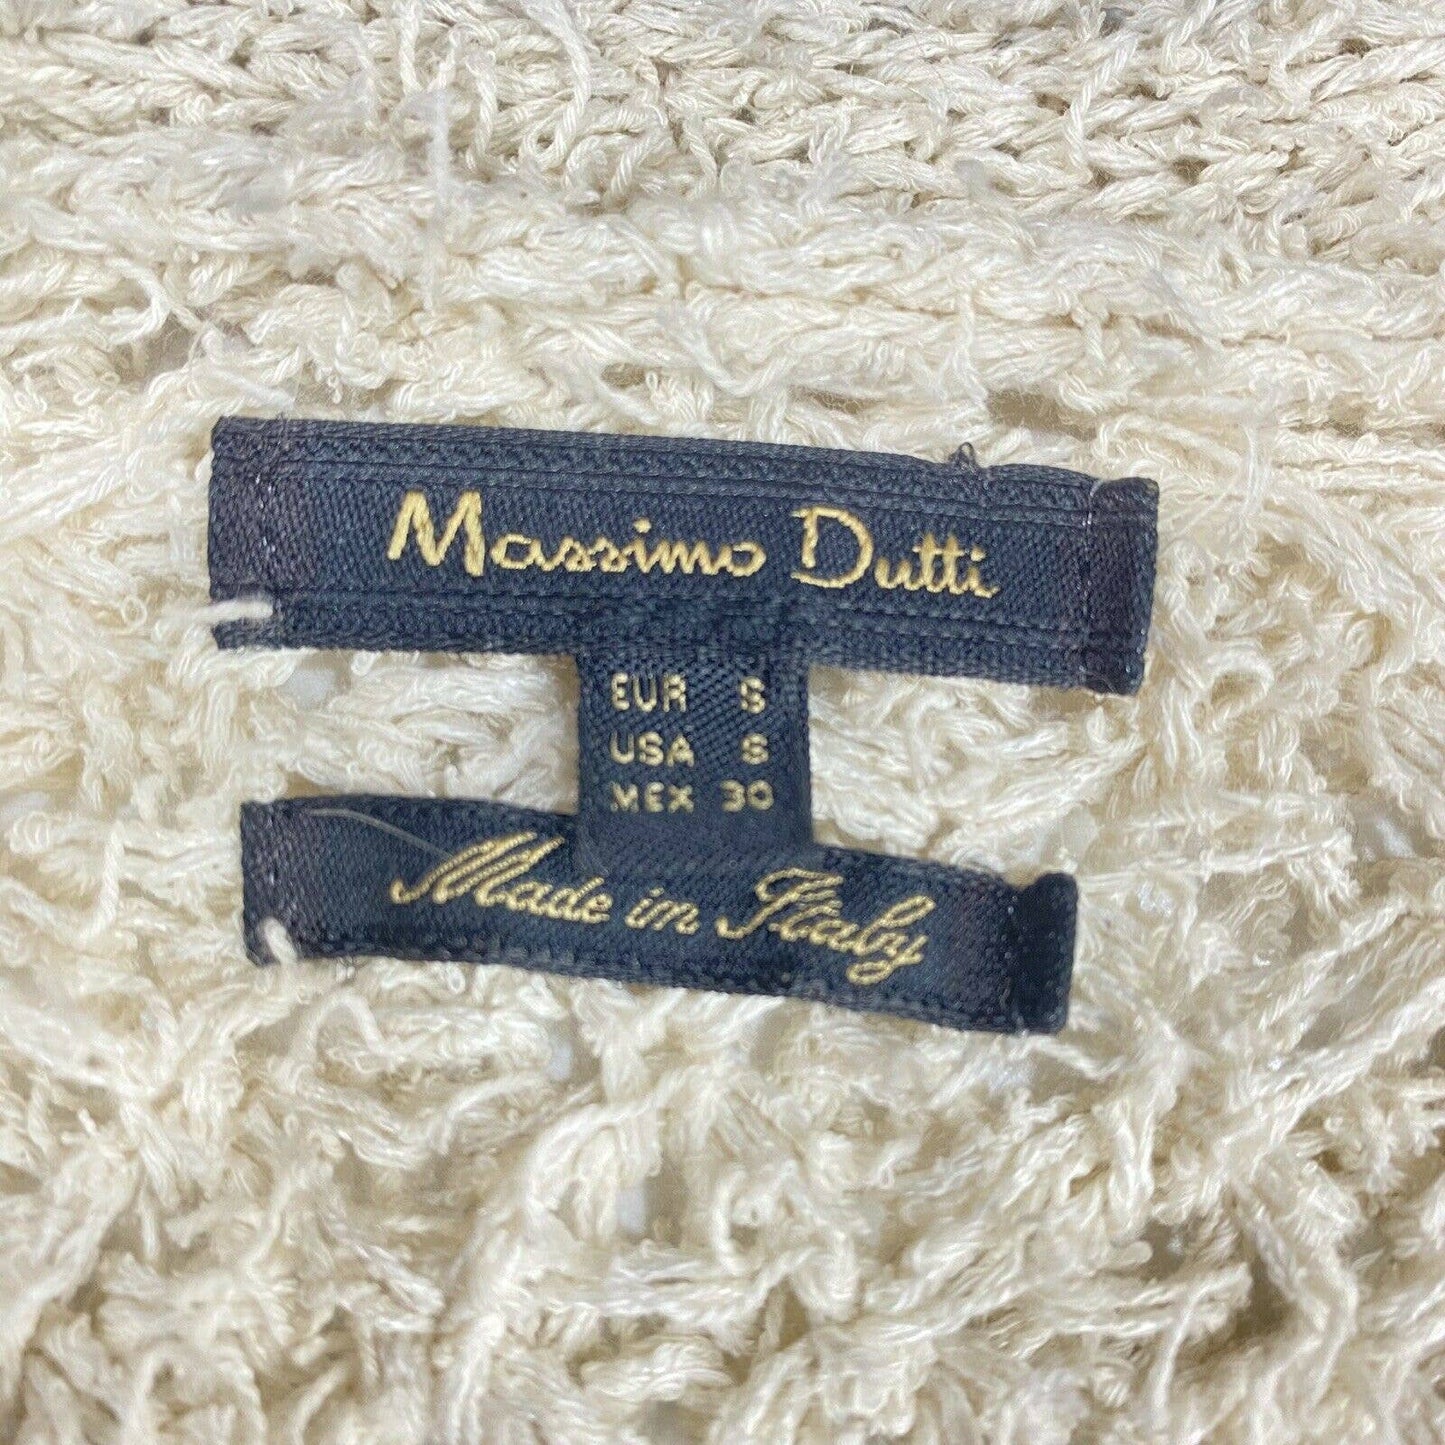 Massimo Dutti
EUR S
USA S
MEX 30
Made in Italy